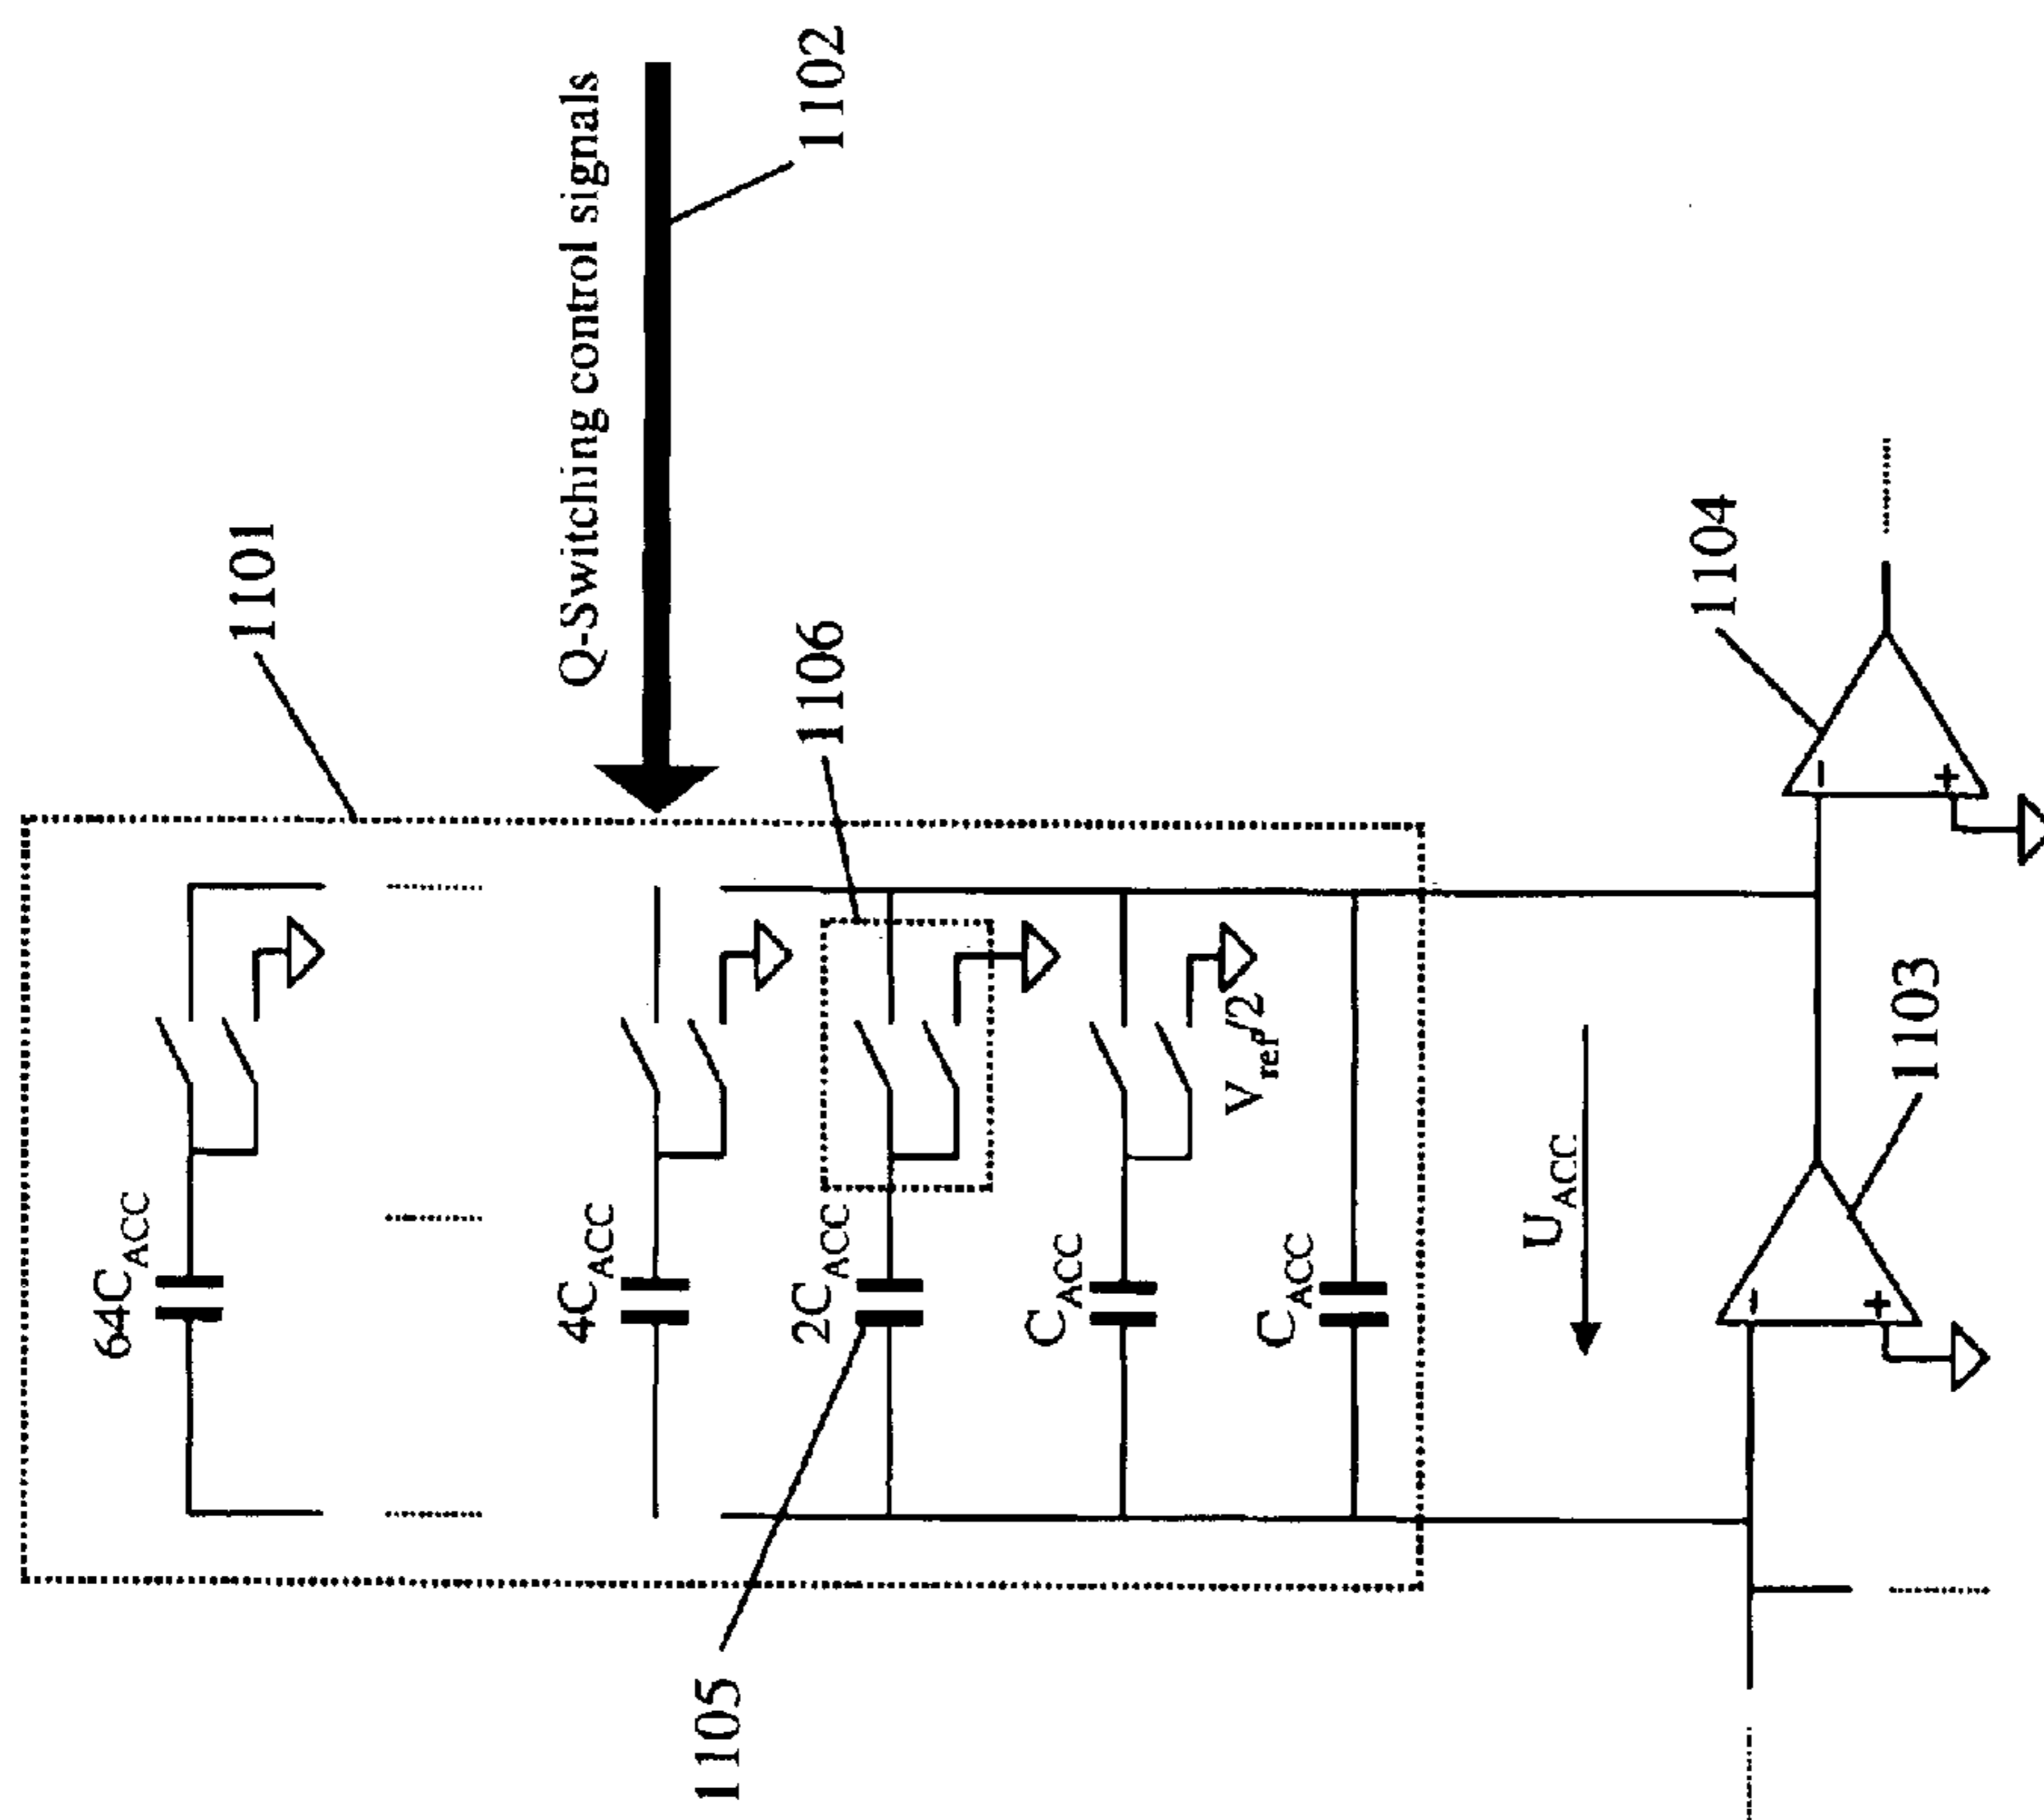 1101
Q-Switching control signals
1102
64C_ACC
4C_ACC
2C_ACC
1106
1105
C_ACC
V_ref/2
C_ACC
U_ACC
1104
-
+
1103
-
+